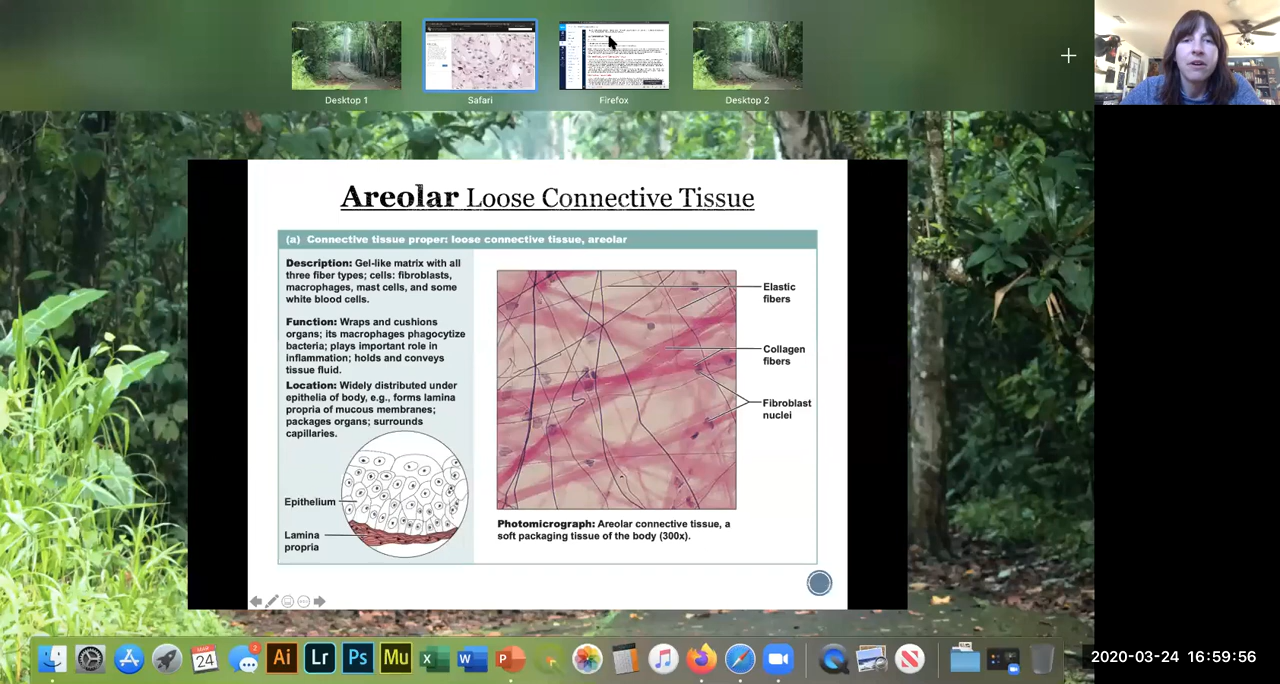 Desktop 1
Safari
Firefox
Desktop 2
Areolar Loose Connective Tissue
(a) Connective tissue proper: loose connective tissue, areolar
Description: Gel-like matrix with all
three fiber types; cells: fibroblasts,
macrophages, mast cells, and some
white blood cells.
Function: Wraps and cushions
organs; its macrophages phagocytize
bacteria; plays important role in
inflammation; holds and conveys
tissue fluid.
Location: Widely distributed under
epithelia of body, e.g., forms lamina
propria of mucous membranes;
packages organs; surrounds
capillaries.
Epithelium
Lamina
propria
Elastic
fibers
Collagen
fibers
Fibroblast
nuclei
Photomicrograph: Areolar connective tissue, a
soft packaging tissue of the body (300x).
MAR
24
2
Ai
Lr
Ps
Mu
X
W
P
2020-03-24 16:59:56